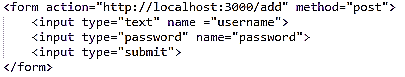 <form action="http://localhost:3000/add" method="post">
<input type="text" name ="username">
<input type="password" name="password">
<input type="submit">
</form>